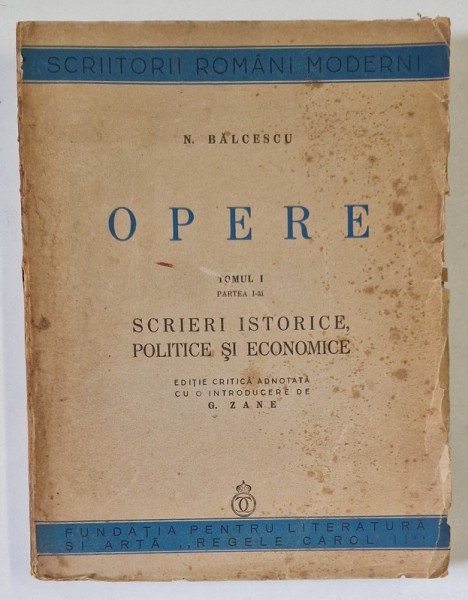 SCRIITORII ROMÂNI MODERNI
N. BĂLCESCU
OPERE
TOMUL I
PARTEA I-ai
SCRIERI ISTORICE,
POLITICE ȘI ECONOMICE
EDIȚIE CRITICĂ ADNOTATĂ
CU O INTRODUCERE DE
G. ZANE
FUNDAȚIA PENTRU LITERATURĂ
ȘI ARTĂ „REGELE CAROL II"